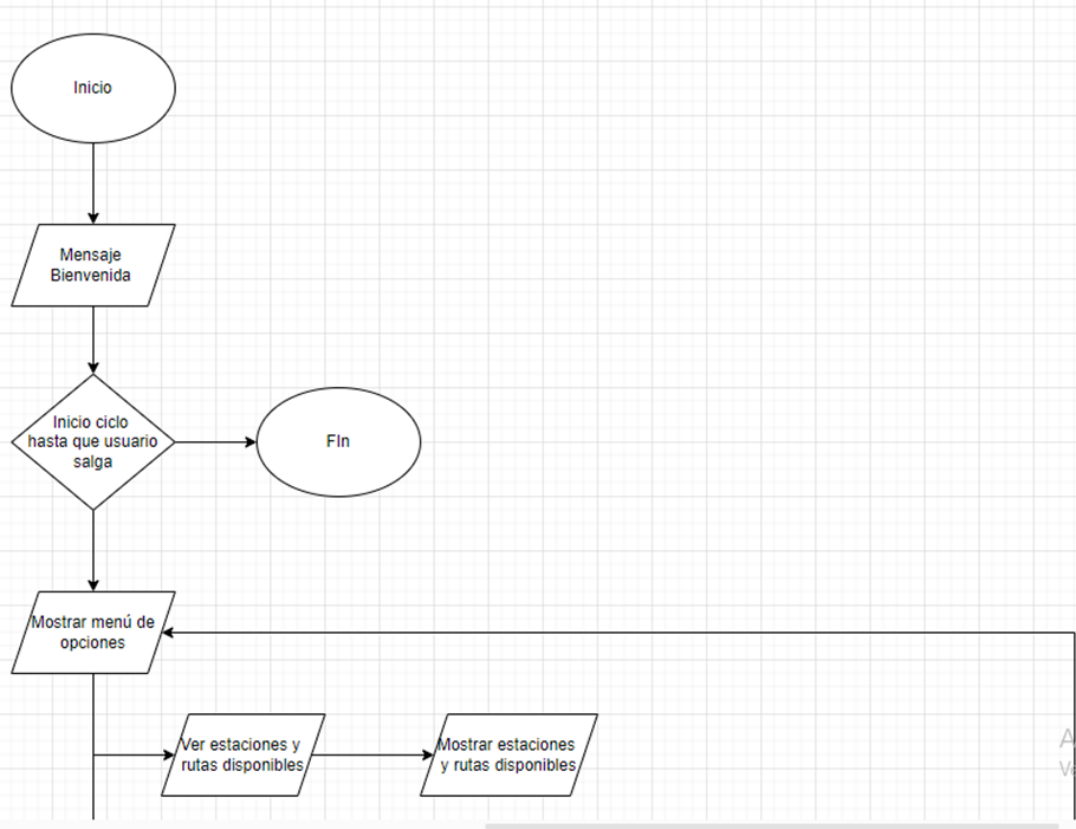 Inicio
Mensaje
Bienvenida
Inicio ciclo
hasta que usuario
salga
FIn
Mostrar menú de
opciones
Ver estaciones y
rutas disponibles
Mostrar estaciones
y rutas disponibles